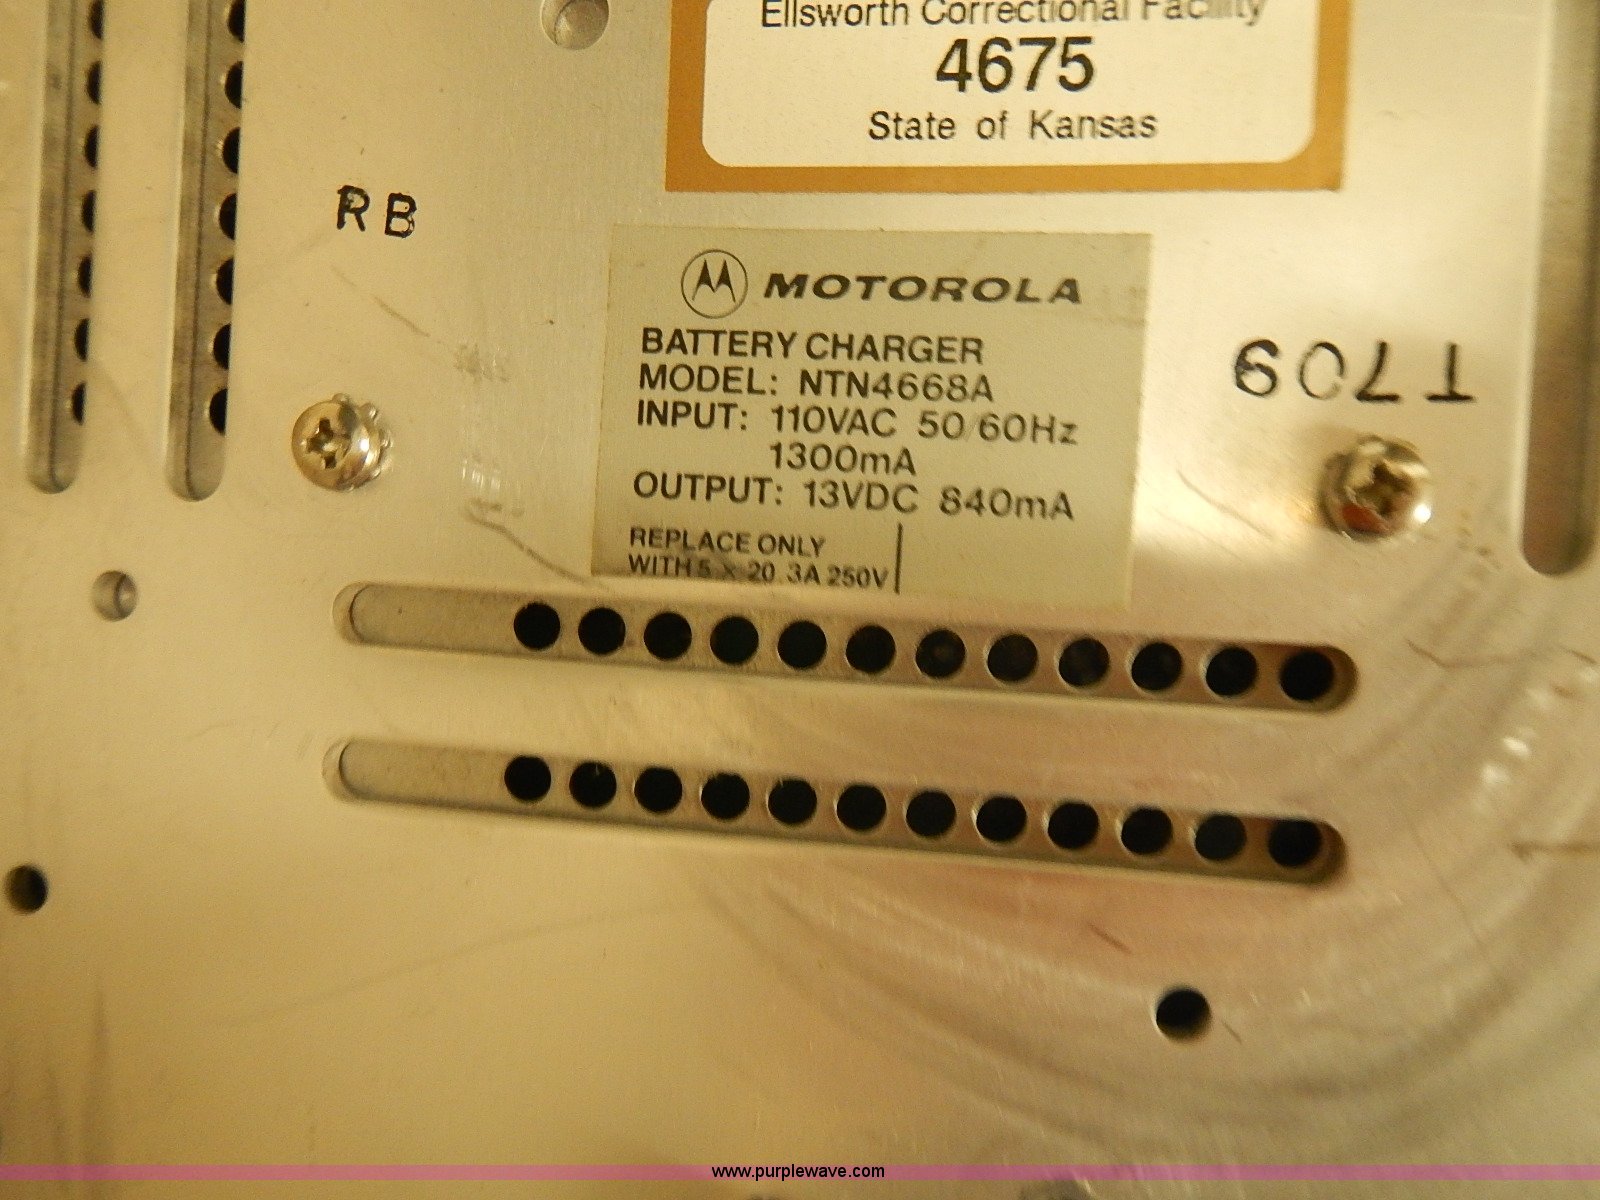 Ellsworth Correctional Facility
4675
State of Kansas
RB
MOTOROLA
BATTERY CHARGER
MODEL: NTN4668A
INPUT: 110VAC 50/60Hz
1300mA
OUTPUT: 13VDC 840mA
REPLACE ONLY
WITH 5 x 20 3A 250V
www.purplewave.com